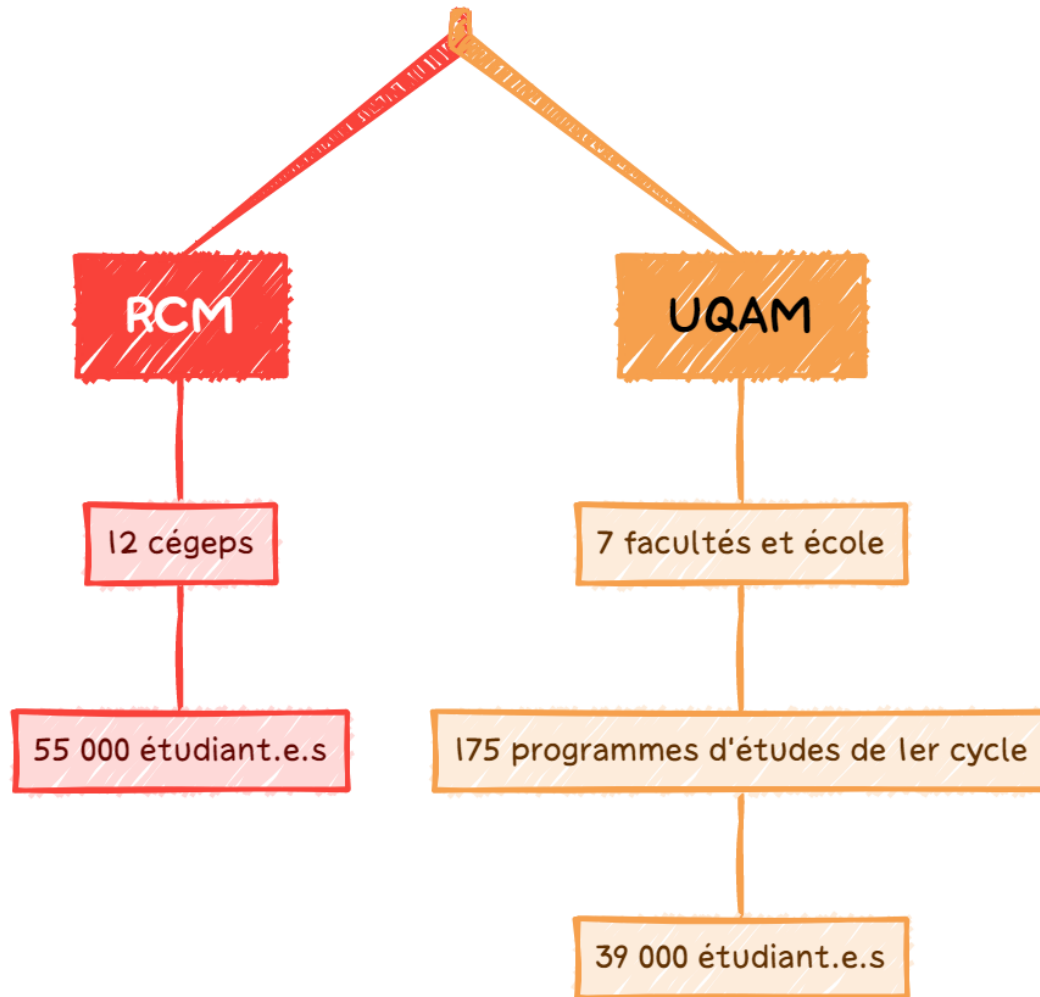 RCM
12 cégeps
55 000 étudiant.e.s
UQAM
7 facultés et école
175 programmes d'études de 1er cycle
39 000 étudiant.e.s